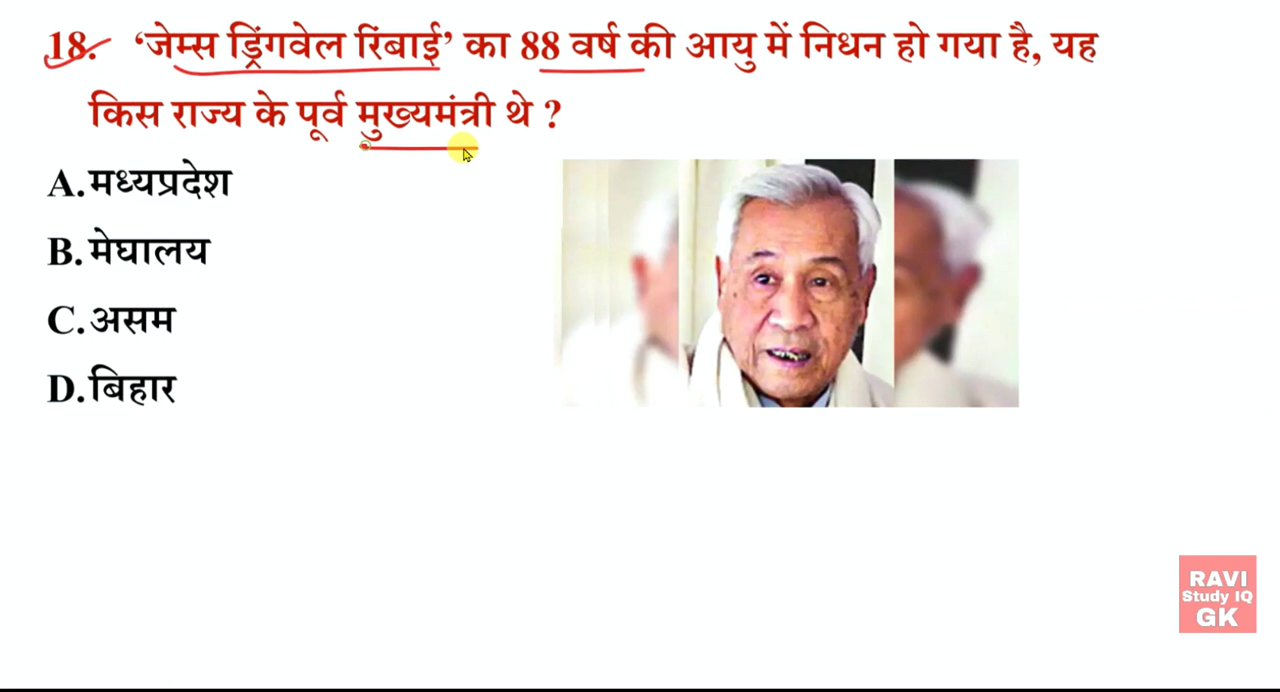 18. ‘जेम्स ड्रिंगवेल रिंबाई’ का 88 वर्ष की आयु में निधन हो गया है, यह
किस राज्य के पूर्व मुख्यमंत्री थे ?
A.मध्यप्रदेश
B.मेघालय
C.असम
D.बिहार
RAVI
Study IQ
GK